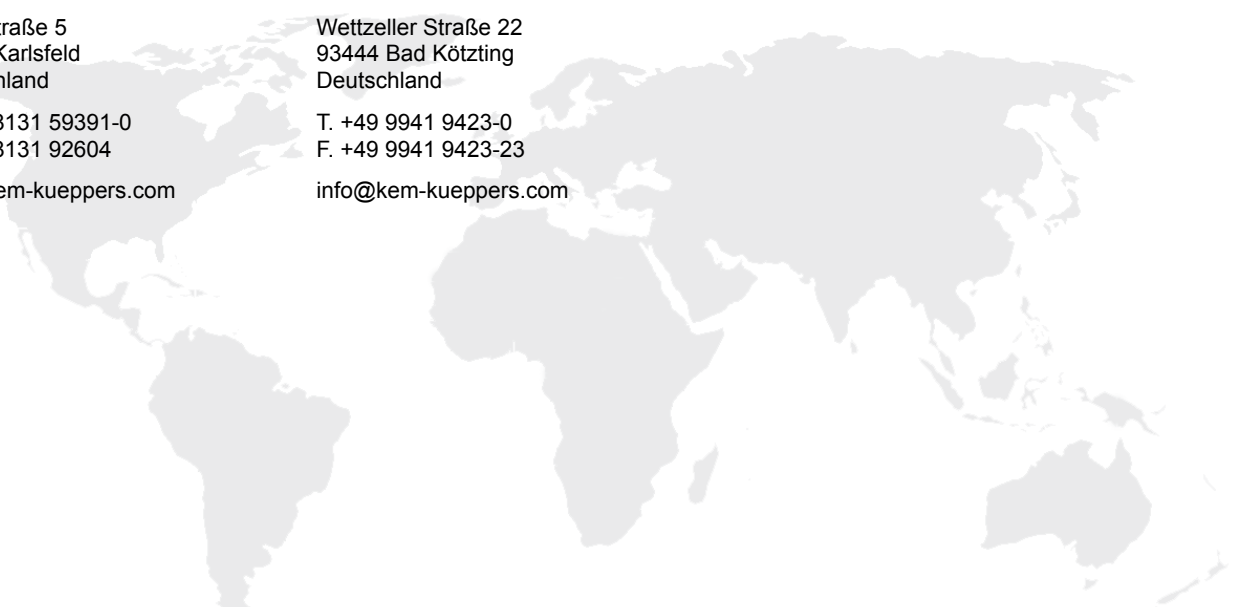 traße 5
Karlsfeld
hland
8131 59391-0
8131 92604
em-kueppers.com
Wettzeller Straße 22
93444 Bad Kötzting
Deutschland
T. +49 9941 9423-0
F. +49 9941 9423-23
info@kem-kueppers.com